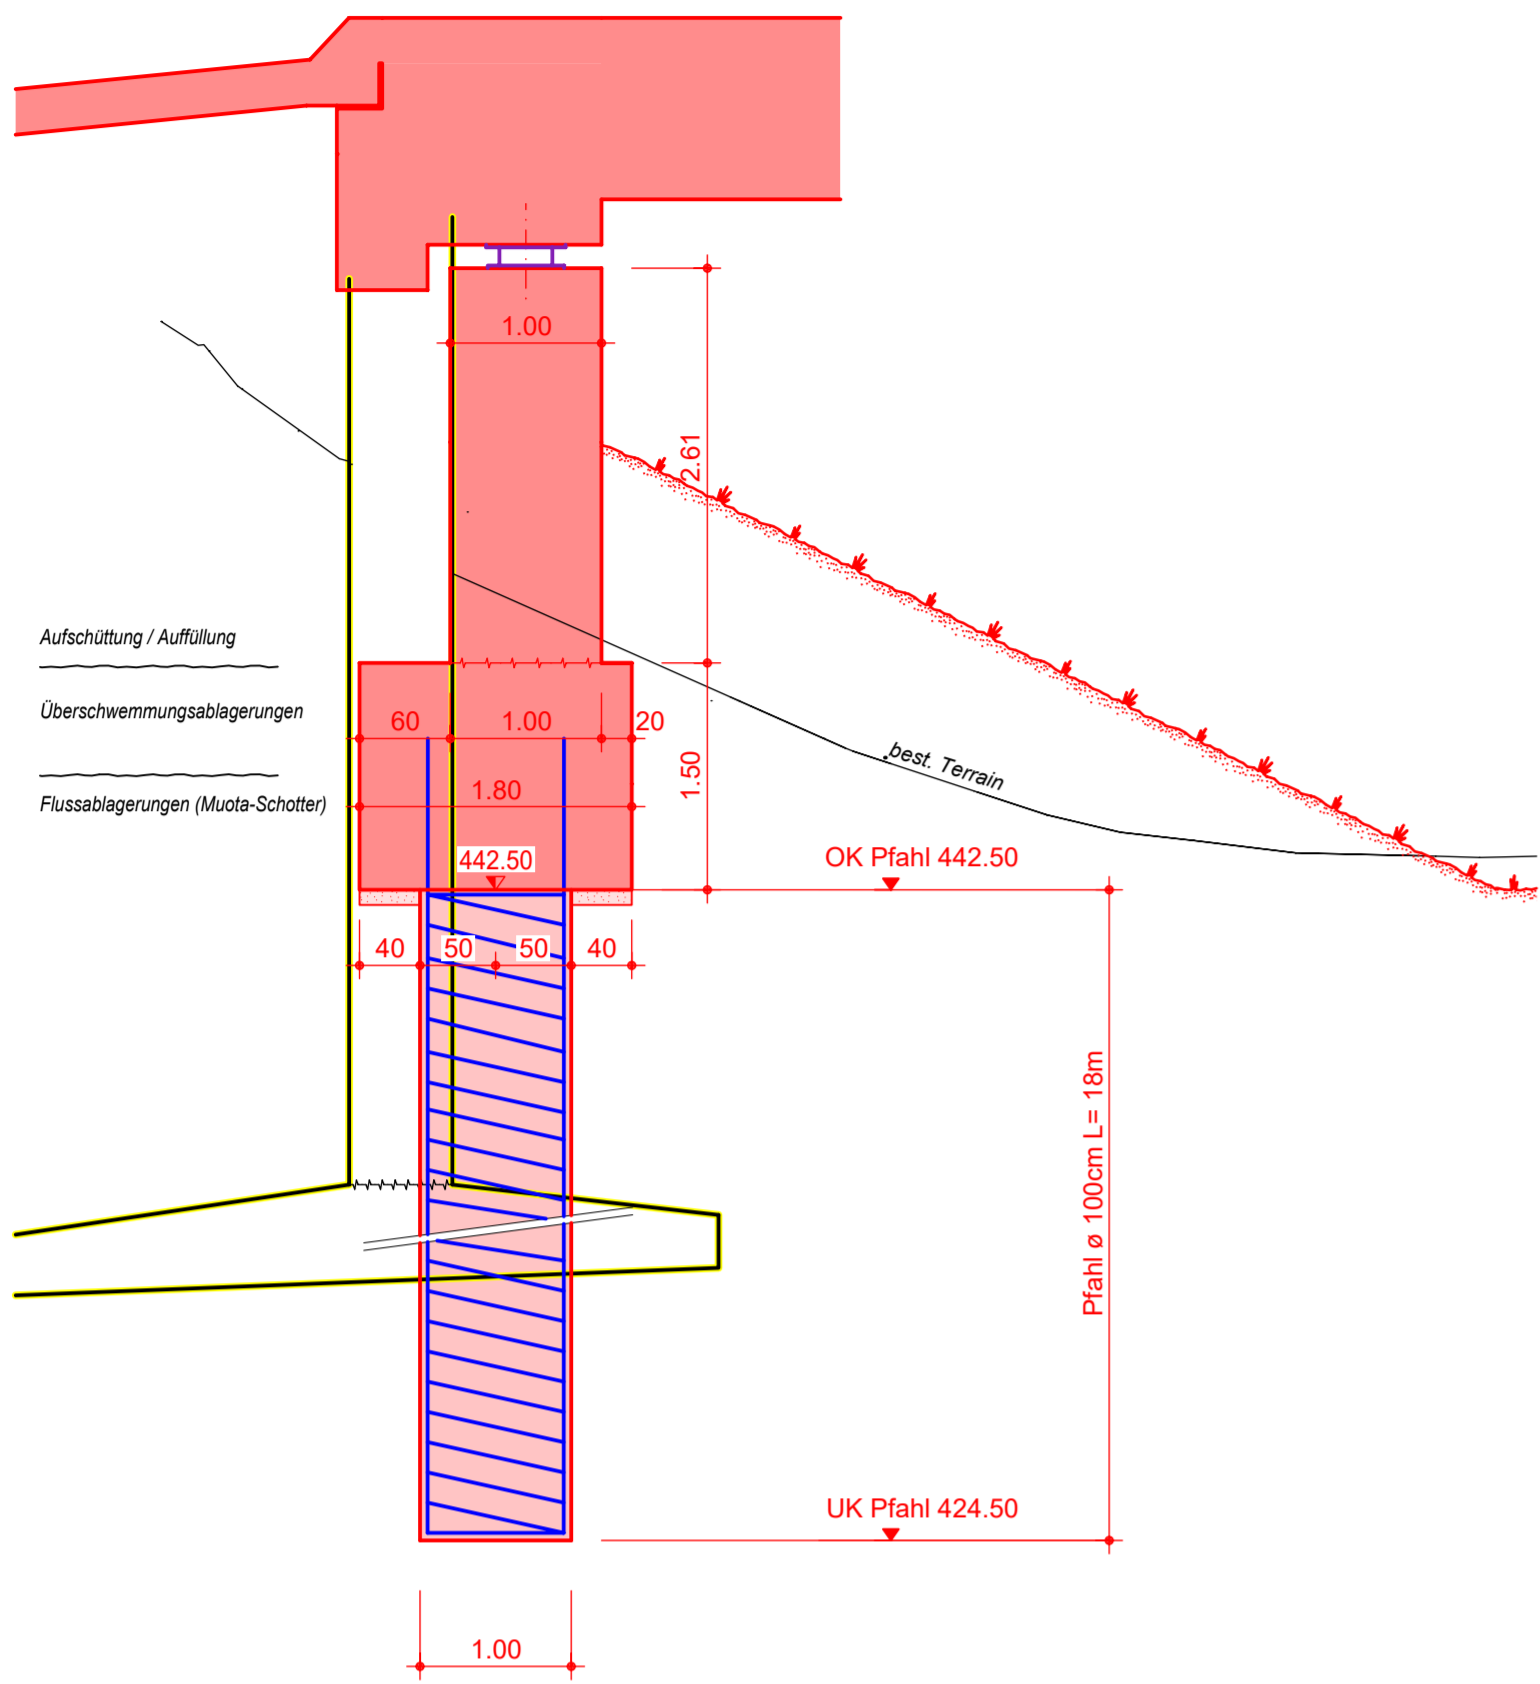 1.00
2.61
Aufschüttung / Auffüllung
Überschwemmungsablagerungen
60
1.00
20
best. Terrain
1.50
1.80
Flussablagerungen (Muota-Schotter)
442.50
OK Pfahl 442.50
40
50
50
40
Pfahl ø 100cm L= 18m
UK Pfahl 424.50
1.00